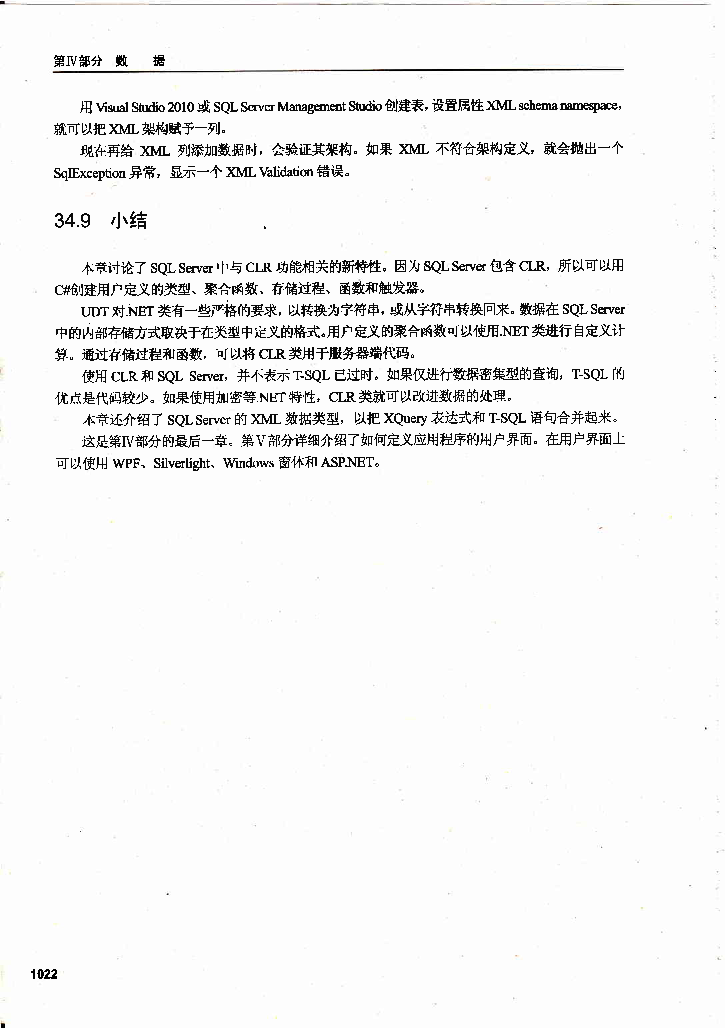 第Ⅳ部分 数 据
用 Visual Studio 2010 或 SQL Server Management Studio 创建表，设置属性 XML schema namespace，
就可以把 XML 架构赋予一列。
现在再给 XML 列添加数据时，会验证其架构。如果 XML 不符合架构定义，就会抛出一个
SqlException 异常，显示一个 XML Validation 错误。
34.9 小结
本章讨论了 SQL Server 中与 CLR 功能相关的新特性。因为 SQL Server 包含 CLR，所以可以用
C#创建用户定义的类型、聚合函数、存储过程、函数和触发器。
UDT 对.NET 类有一些严格的要求，以转换为字符串，或从字符串转换回来。数据在 SQL Server
中的内部存储方式取决于在类型中定义的格式。用户定义的聚合函数可以使用.NET 类进行自定义计
算。通过存储过程和函数，可以将 CLR 类用于服务器端代码。
使用 CLR 和 SQL Server，并不表示 T-SQL 已过时。如果仅进行数据密集型的查询，T-SQL 的
优点是代码较少。如果使用加密等.NET 特性，CLR 类就可以改进数据的处理。
本章还介绍了 SQL Server 的 XML 数据类型，以把 XQuery 表达式和 T-SQL 语句合并起来。
这是第Ⅳ部分的最后一章。第Ⅴ部分详细介绍了如何定义应用程序的用户界面。在用户界面上
可以使用 WPF、Silverlight、Windows 窗体和 ASP.NET。
1022